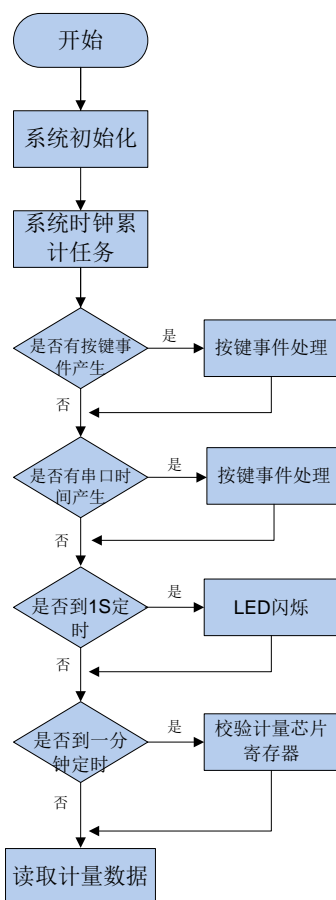 开始
系统初始化
系统时钟累
计任务
是否有按键事
件产生
是
按键事件处理
否
是否有串口时
间产生
是
按键事件处理
否
是否到1S定
时
是
LED闪烁
否
是否到一分
钟定时
是
校验计量芯片
寄存器
否
读取计量数据